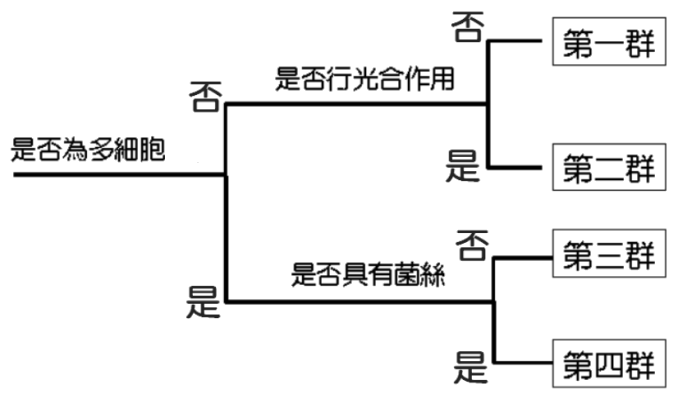 否
第一群
是否行光合作用
否
是否為多細胞
是
第二群
否
第三群
是否具有菌絲
是
是
第四群